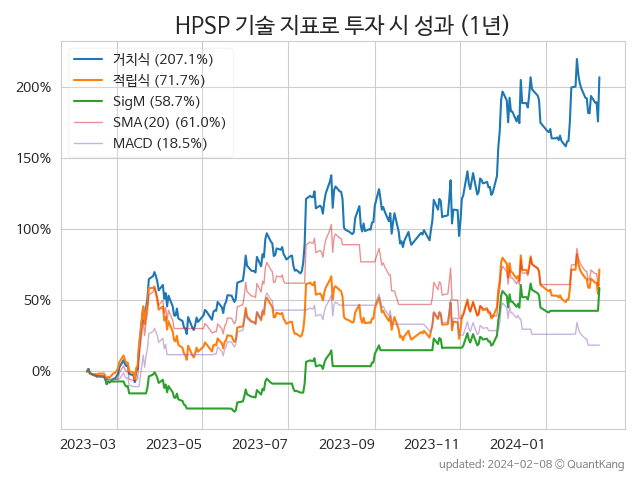 HPSP 기술 지표로 투자 시 성과 (1년)
거치식 (207.1%)
적립식 (71.7%)
SigM (58.7%)
SMA(20) (61.0%)
MACD (18.5%)
200%
150%
100%
50%
0%
2023-03 2023-05 2023-07 2023-09 2023-11 2024-01
updated: 2024-02-08 © QuantKang